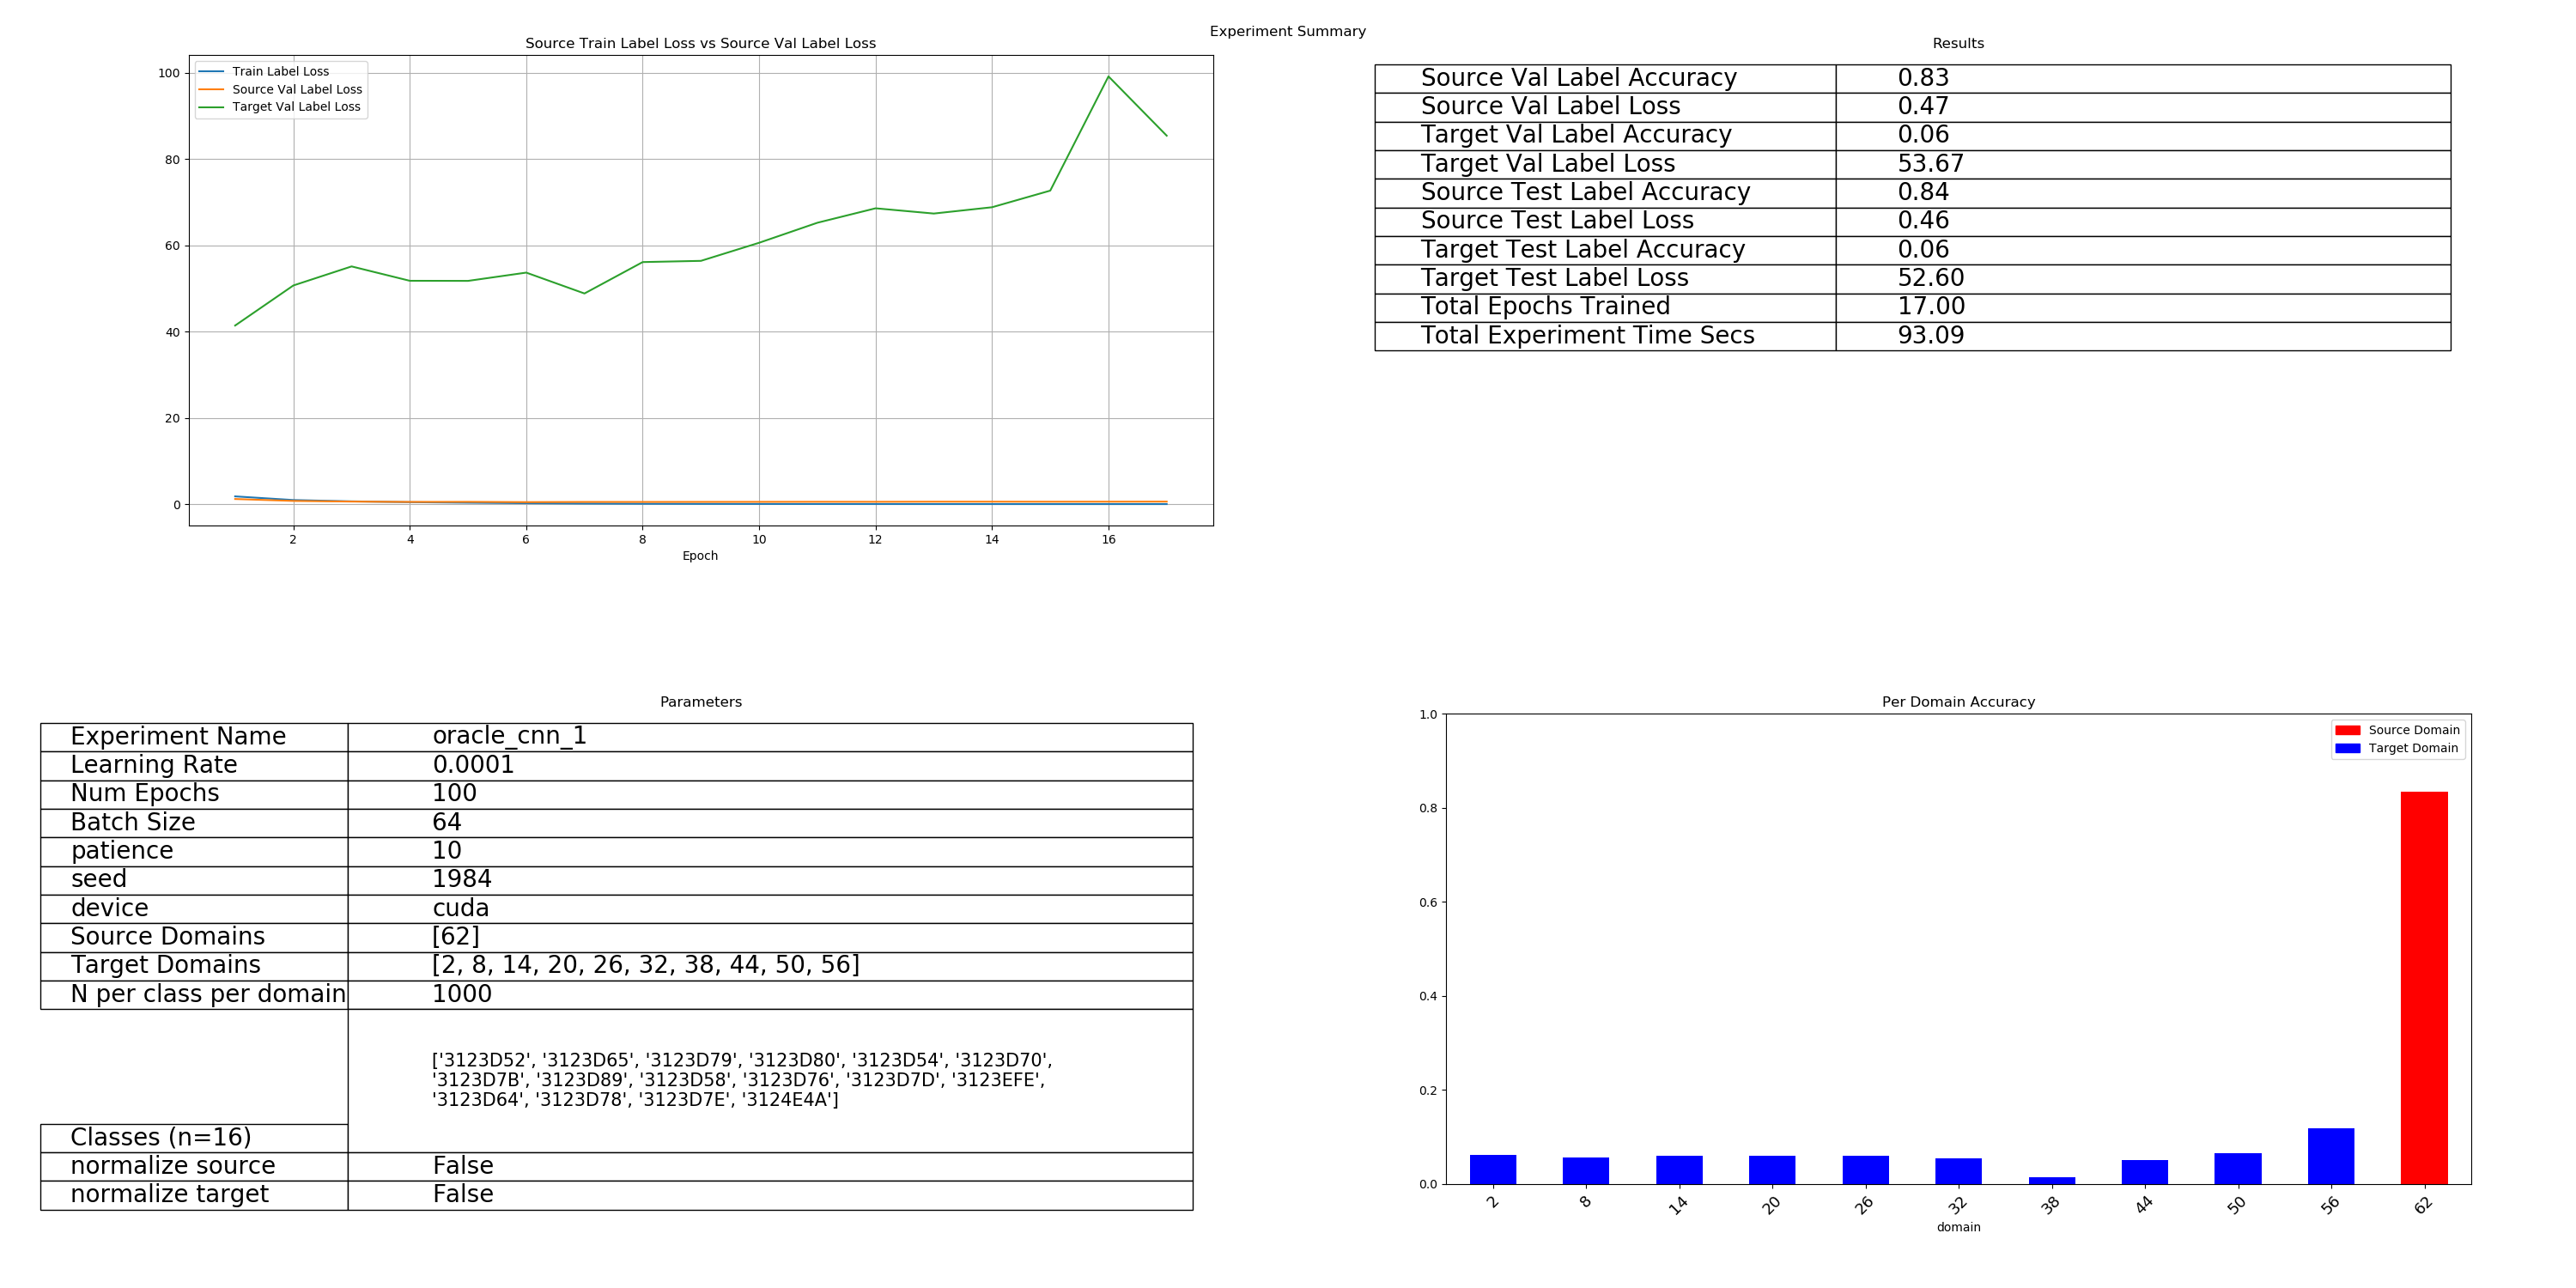 Experiment Summary
Source Train Label Loss vs Source Val Label Loss
Train Label Loss
Source Val Label Loss
Target Val Label Loss
100
80
60
40
20
0
2 4 6 8 10 12 14 16
Epoch
Results
Source Val Label Accuracy 0.83
Source Val Label Loss 0.47
Target Val Label Accuracy 0.06
Target Val Label Loss 53.67
Source Test Label Accuracy 0.84
Source Test Label Loss 0.46
Target Test Label Accuracy 0.06
Target Test Label Loss 52.60
Total Epochs Trained 17.00
Total Experiment Time Secs 93.09
Parameters
Experiment Name oracle_cnn_1
Learning Rate 0.0001
Num Epochs 100
Batch Size 64
patience 10
seed 1984
device cuda
Source Domains [62]
Target Domains [2, 8, 14, 20, 26, 32, 38, 44, 50, 56]
N per class per domain 1000
['3123D52', '3123D65', '3123D79', '3123D80', '3123D54', '3123D70',
'3123D7B', '3123D89', '3123D58', '3123D76', '3123D7D', '3123EFE',
'3123D64', '3123D78', '3123D7E', '3124E4A']
Classes (n=16)
normalize source False
normalize target False
Per Domain Accuracy
Source Domain
Target Domain
1.0
0.8
0.6
0.4
0.2
0.0
2 8 14 20 26 32 38 44 50 56 62
domain